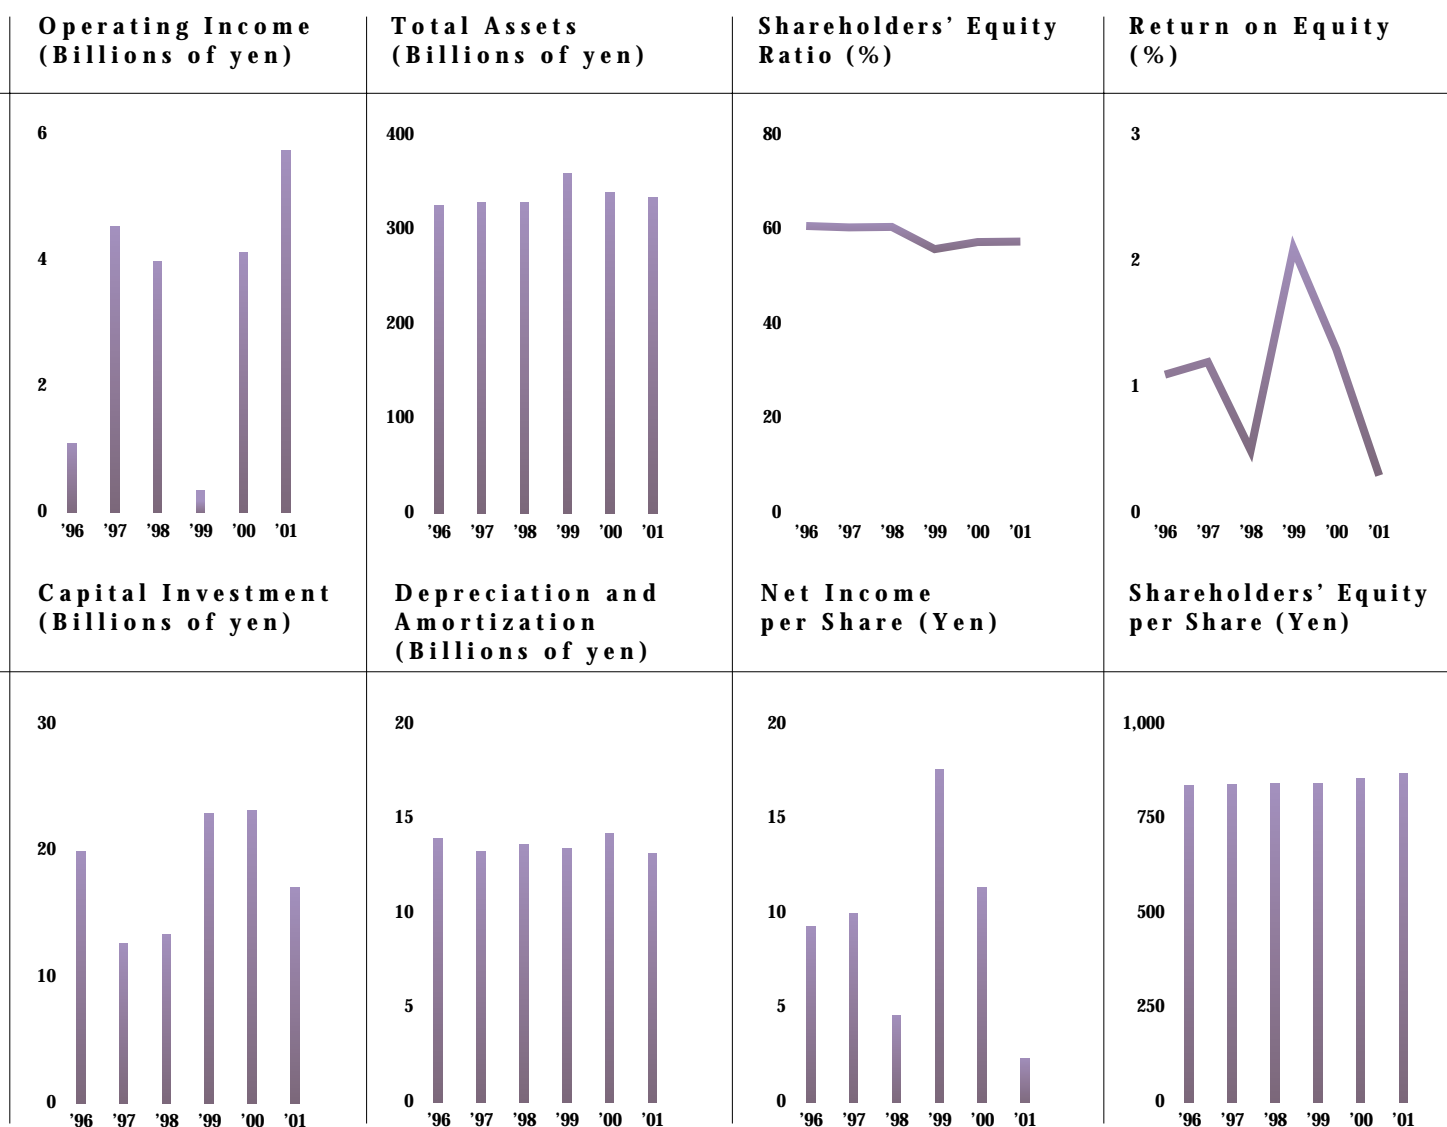 Operating Income
(Billions of yen)
6
4
2
0
’96 ’97 ’98 ’99 ’00 ’01
Total Assets
(Billions of yen)
400
300
200
100
0
’96 ’97 ’98 ’99 ’00 ’01
Shareholders’ Equity
Ratio (%)
80
60
40
20
0
’96 ’97 ’98 ’99 ’00 ’01
Return on Equity
(%)
3
2
1
0
’96 ’97 ’98 ’99 ’00 ’01
Capital Investment
(Billions of yen)
30
20
10
0
’96 ’97 ’98 ’99 ’00 ’01
Depreciation and
Amortization
(Billions of yen)
20
15
10
5
0
’96 ’97 ’98 ’99 ’00 ’01
Net Income
per Share (Yen)
20
15
10
5
0
’96 ’97 ’98 ’99 ’00 ’01
Shareholders’ Equity
per Share (Yen)
1,000
750
500
250
0
’96 ’97 ’98 ’99 ’00 ’01